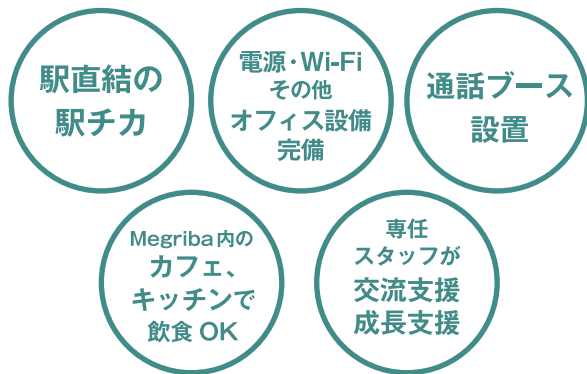 駅直結の
駅チカ
電源・Wi-Fi
その他
オフィス設備
完備
通話ブース
設置
Megriba内の
カフェ、
キッチンで
飲食 OK
専任
スタッフが
交流支援
成長支援